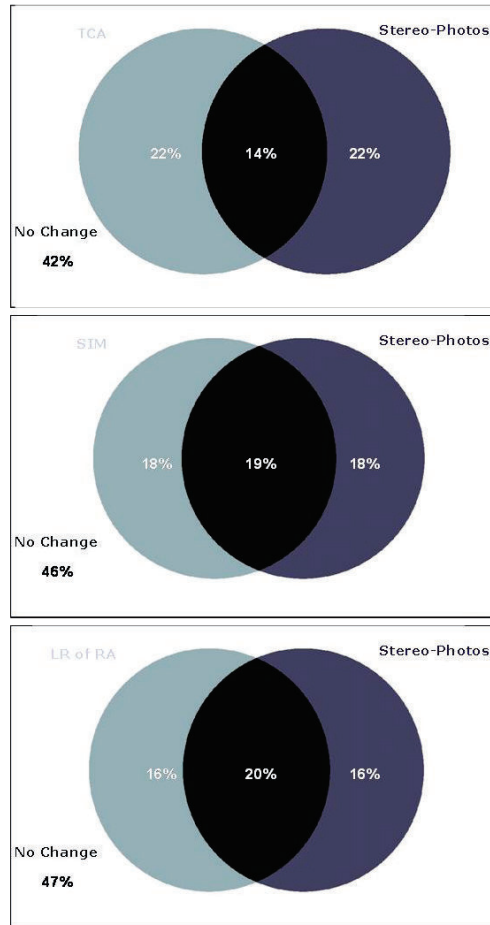 TCA
Stereo-Photos
22% 14% 22%
No Change
42%
SIM
Stereo-Photos
18% 19% 18%
No Change
46%
LR of RA
Stereo-Photos
16% 20% 16%
No Change
47%